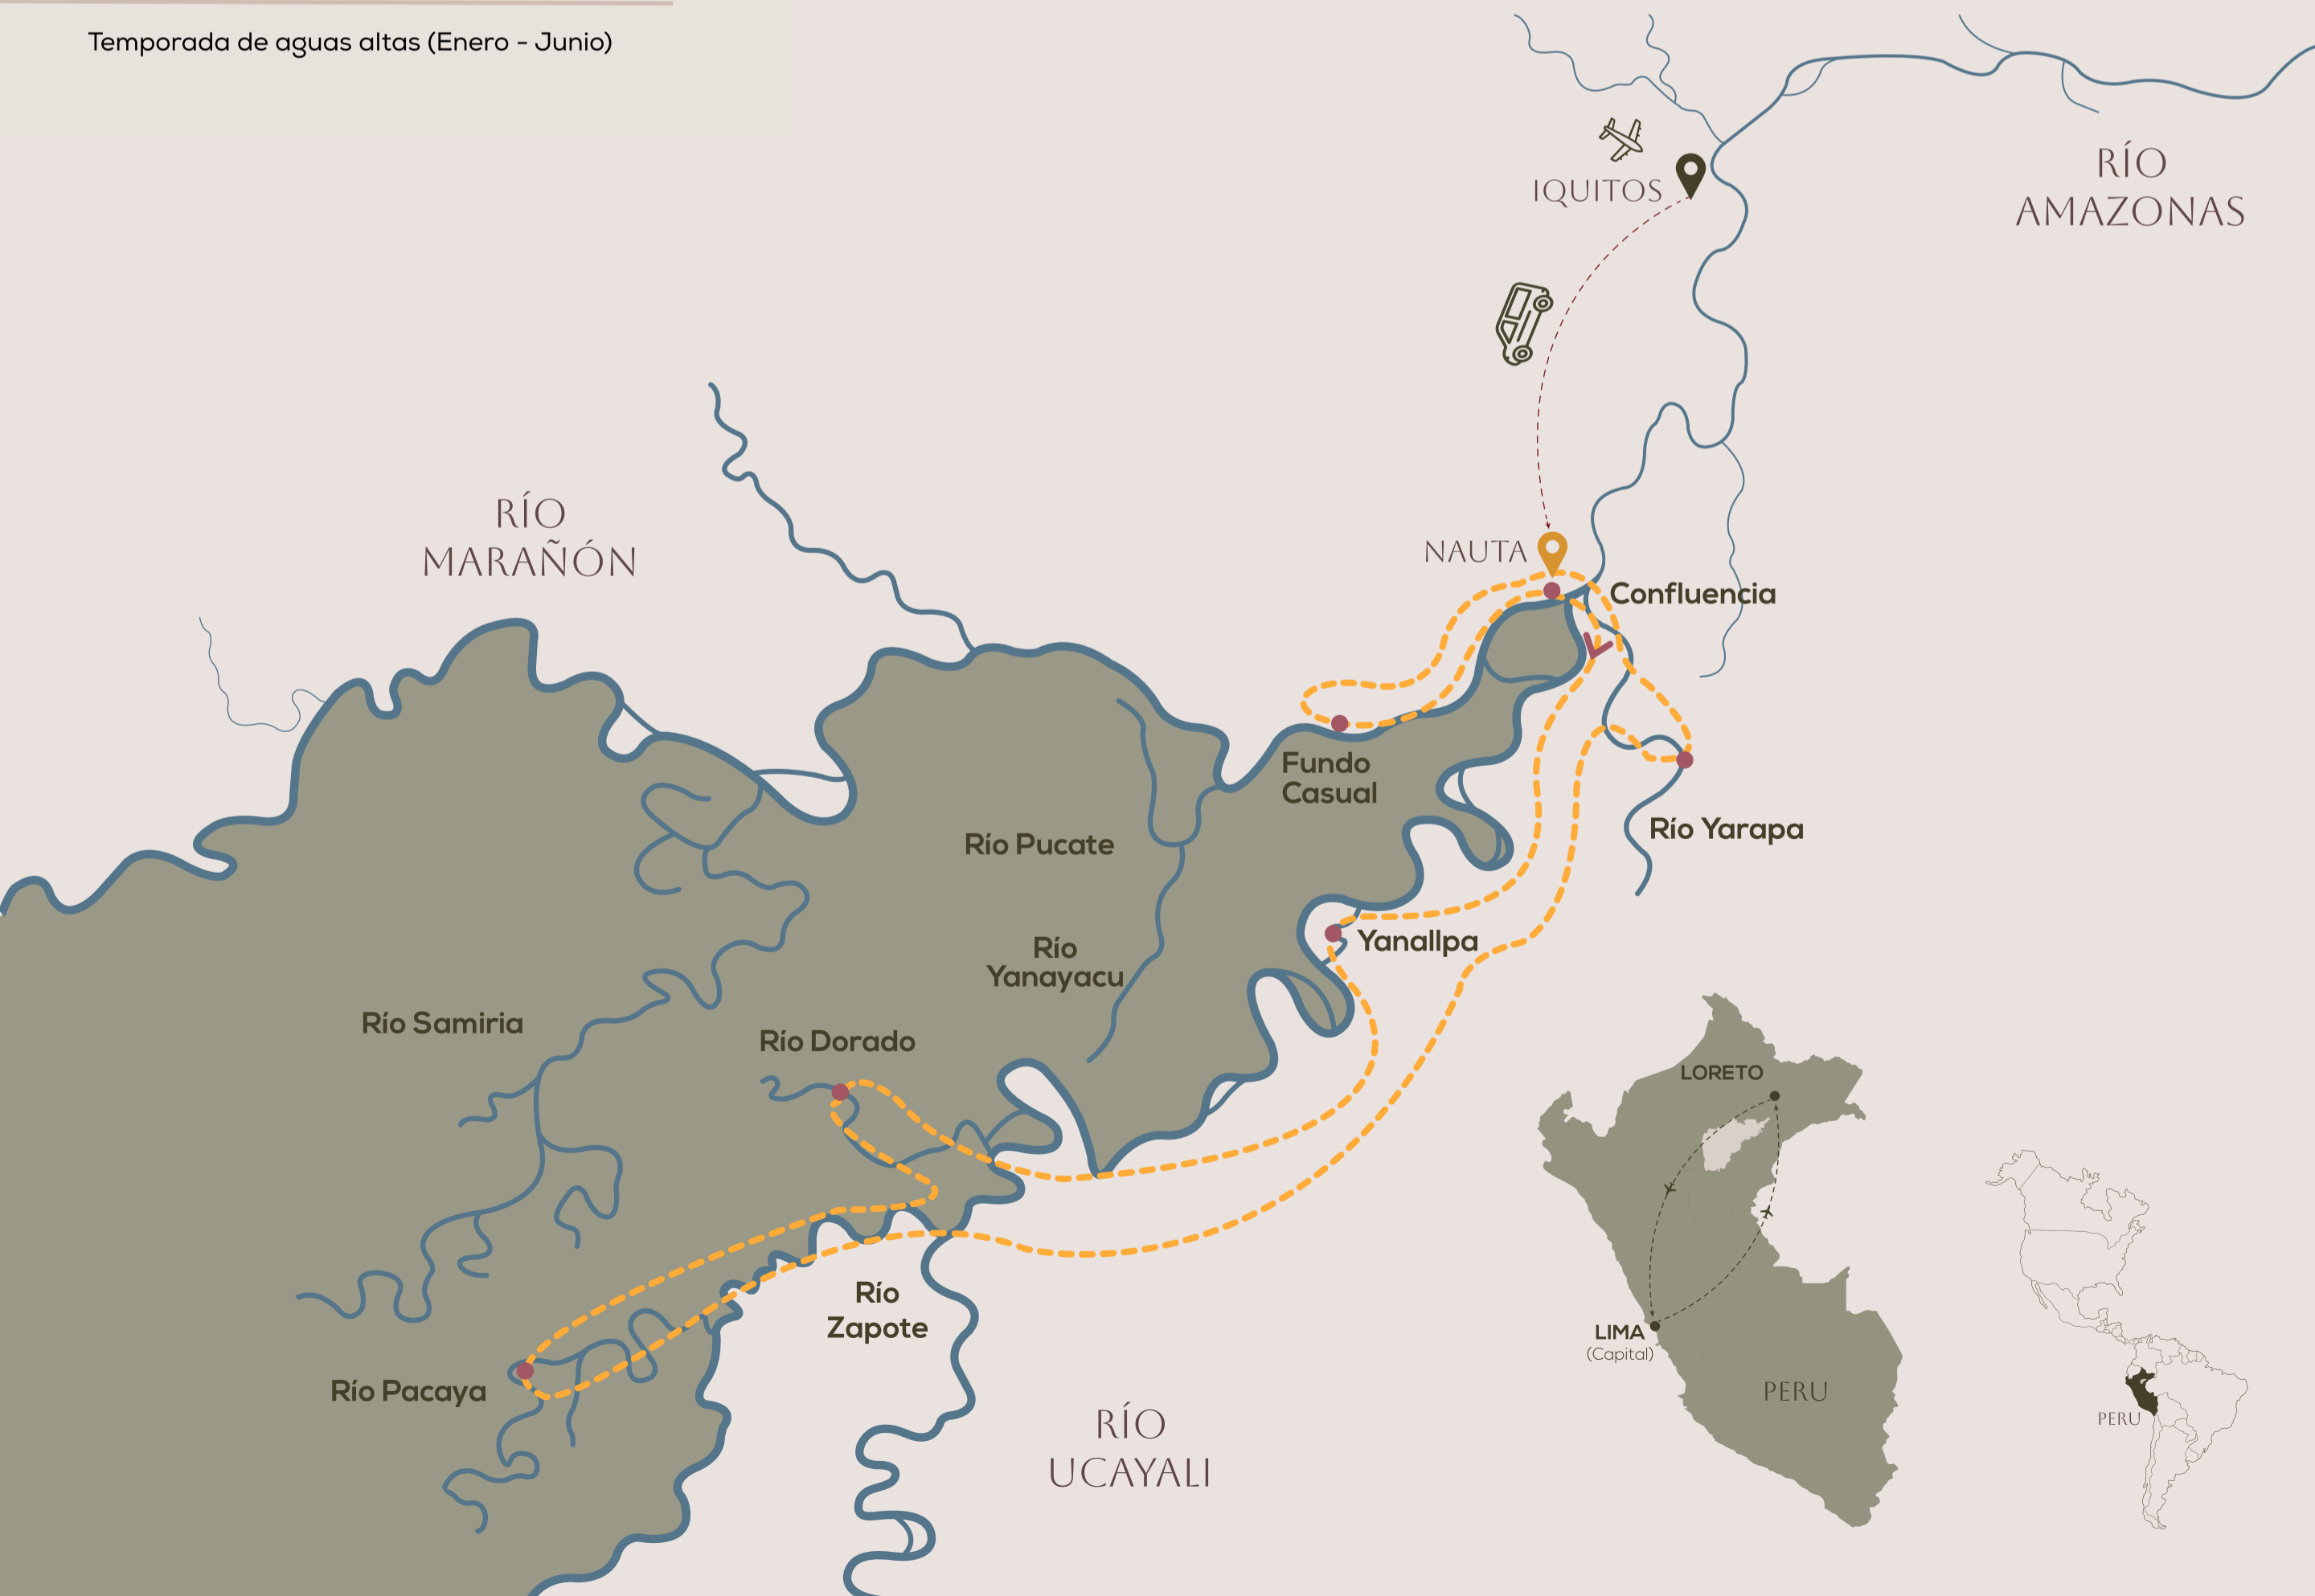 Temporada de aguas altas (Enero - Junio)
IQUITOS
RÍO
AMAZONAS
RÍO
MARAÑÓN
NAUTA
Confluencia
Fundo
Casual
Río Pucate
Río Yarapa
Río
Yanayacu
Yanallpa
Río Samiria
Río Dorado
Río
Zapote
Río Pacaya
RÍO
UCAYALI
LORETO
LIMA
(Capital)
PERU
PERU